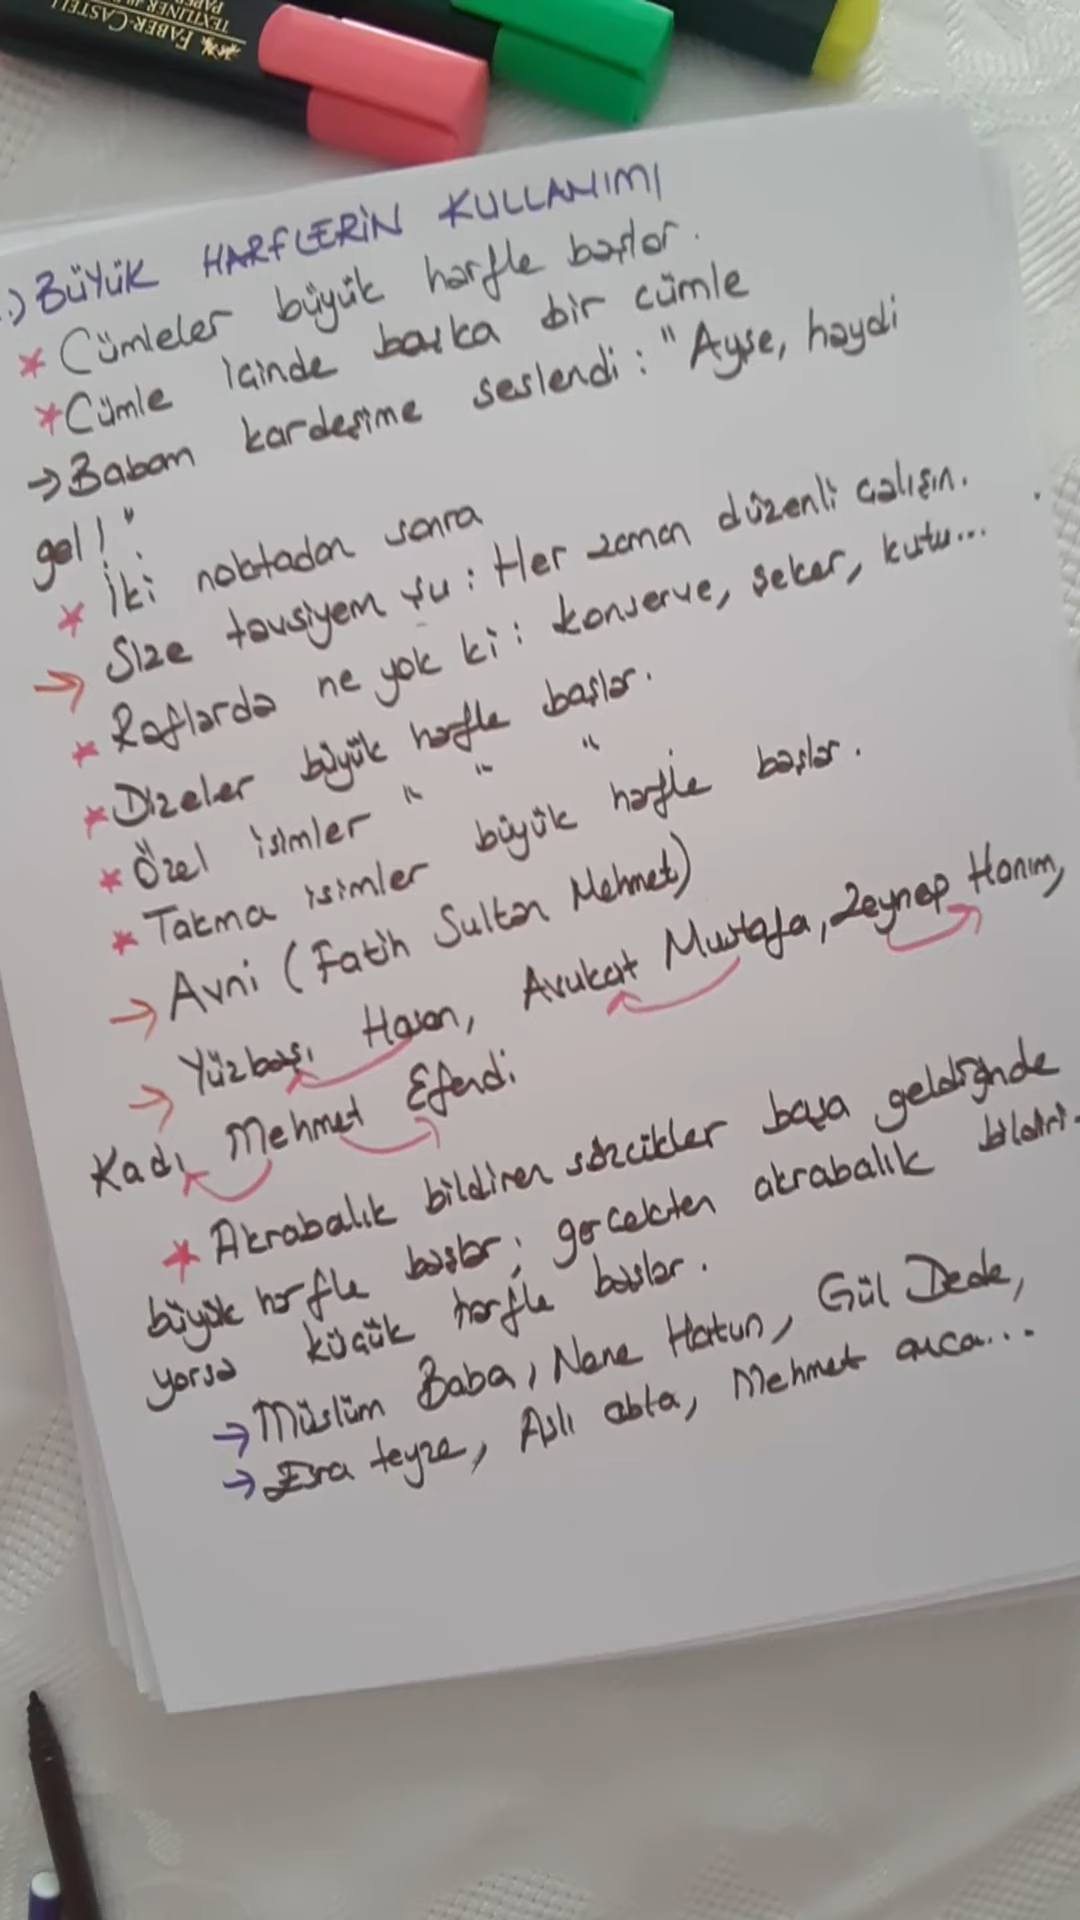 FABER-CASTELL
TEXTLINER
.) BÜYÜK HARFLERİN KULLANIMI
* Cümleler büyük harfle başlar.
* Cümle içinde başka bir cümle
→ Babam kardeşime seslendi : "Ayşe, haydi
gel!"
* İki noktadan sonra
→ Size tavsiyem şu : Her zaman düzenli çalışın.
* Raflarda ne yok ki : konserve, şeker, kutu...
* Dizeler büyük harfle başlar.
* Özel isimler " " "
* Takma isimler büyük harfle başlar.
→ Avni (Fatih Sultan Mehmet)
→ Yüzbaşı Hasan, Avukat Mustafa, Zeynep Hanım,
Kadı Mehmet Efendi
* Akrabalık bildiren sözcükler başa geldiğinde
büyük harfle başlar; gerçekten akrabalık bildiri-
yorsa küçük harfle başlar.
→ Müslüm Baba, Nene Hatun, Gül Dede,
→ Esra teyze, Aslı abla, Mehmet amca...